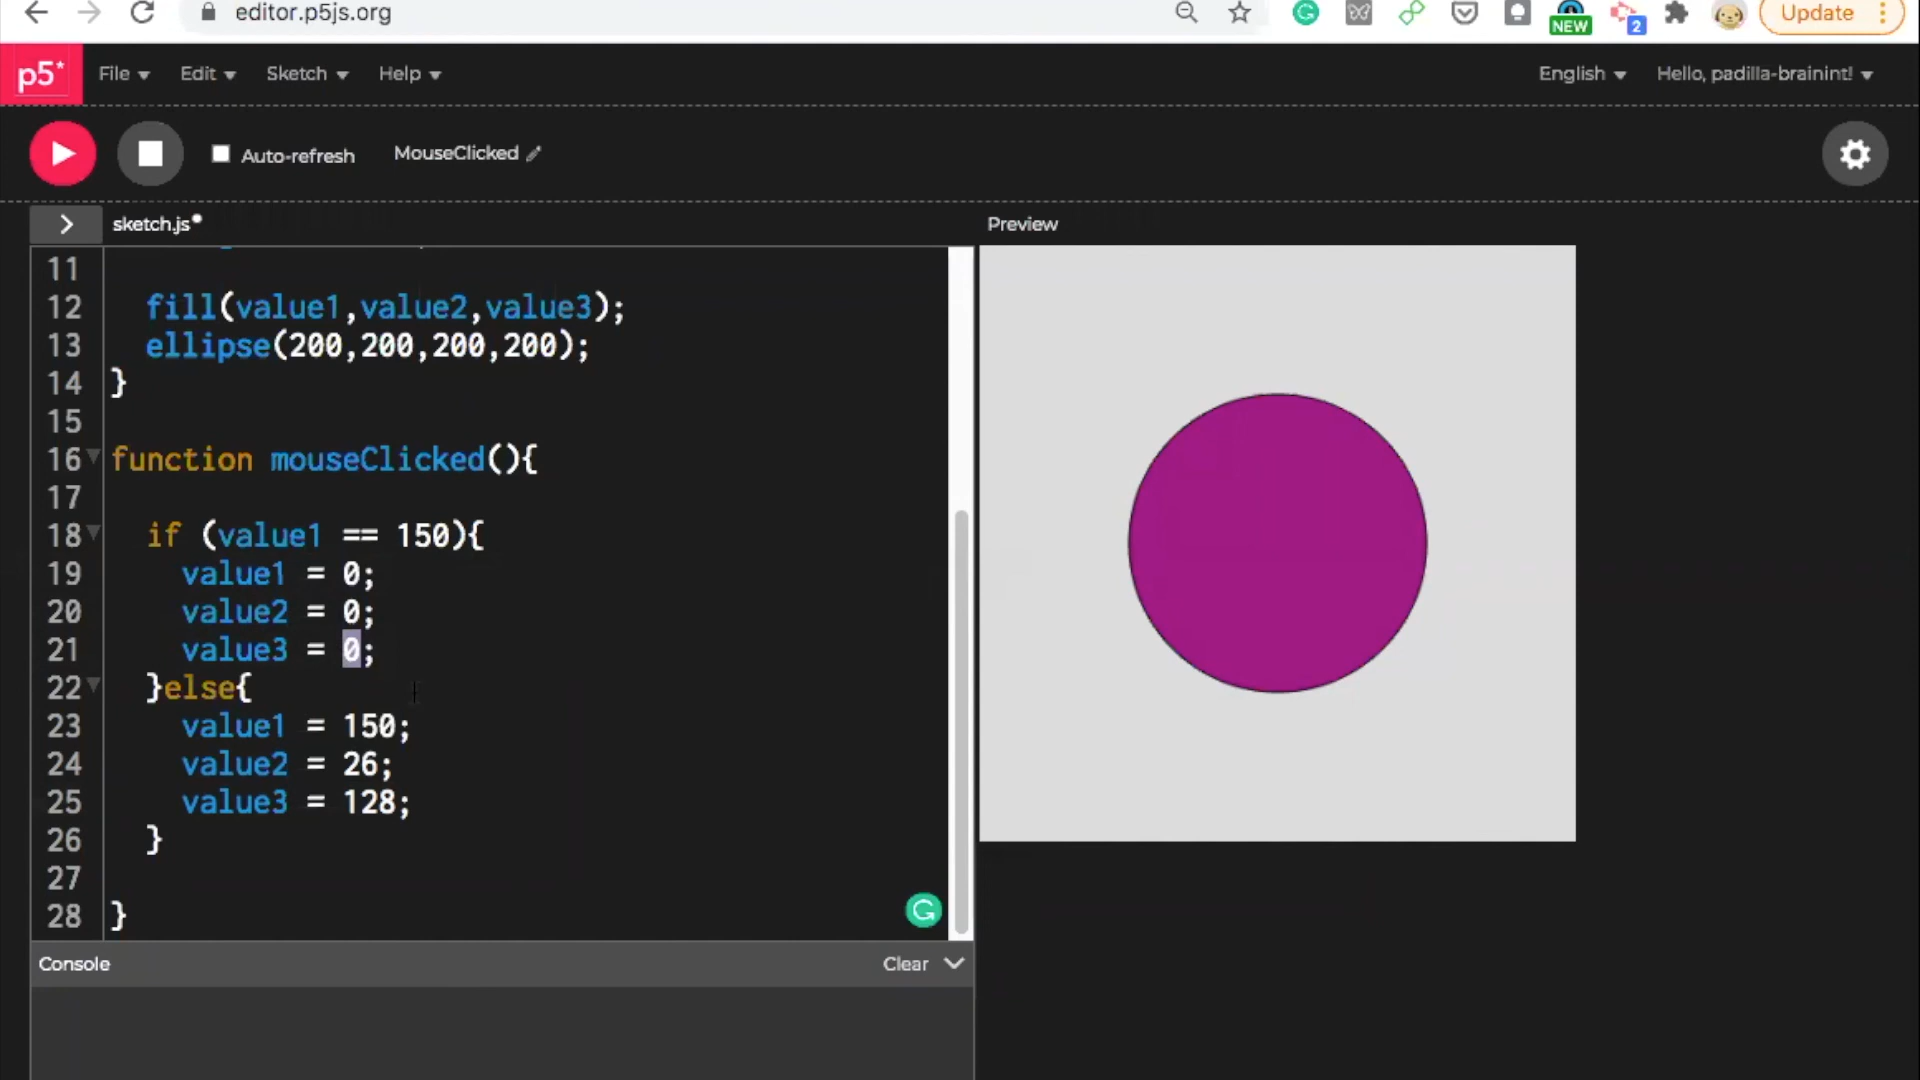 editor.p5js.org
NEW
2
Update
p5*
File
Edit
Sketch
Help
English
Hello, padilla-brainint!
Auto-refresh
MouseClicked
sketch.js
Preview
11
12 fill(value1,value2,value3);
13 ellipse(200,200,200,200);
14 }
15
16 function mouseClicked(){
17
18 if (value1 == 150){
19 value1 = 0;
20 value2 = 0;
21 value3 = 0;
22 }else{
23 value1 = 150;
24 value2 = 26;
25 value3 = 128;
26 }
27
28 }
Console
Clear